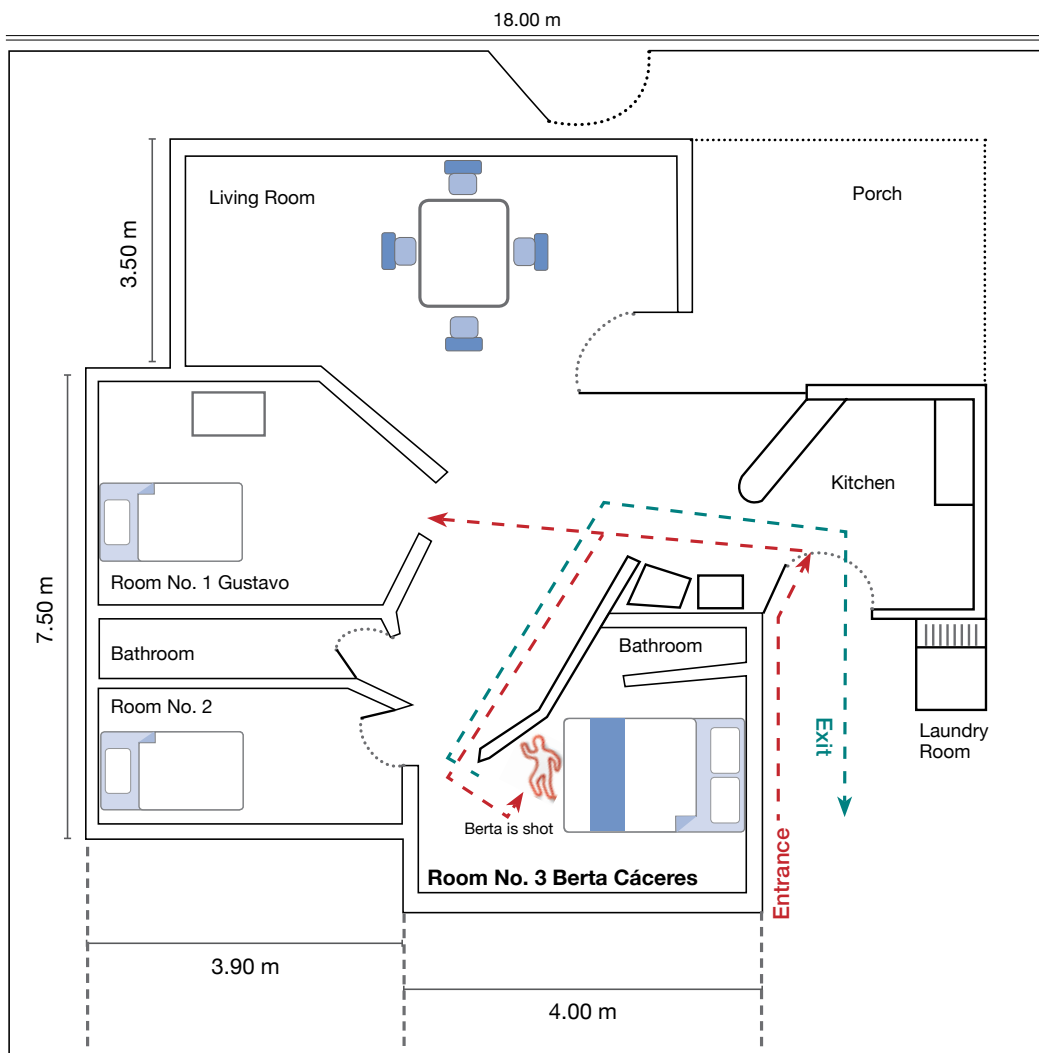 18.00 m
Living Room
Porch
3.50 m
Kitchen
Room No. 1 Gustavo
7.50 m
Bathroom
Bathroom
Room No. 2
Exit
Laundry
Room
Berta is shot
Room No. 3 Berta Cáceres
Entrance
3.90 m
4.00 m